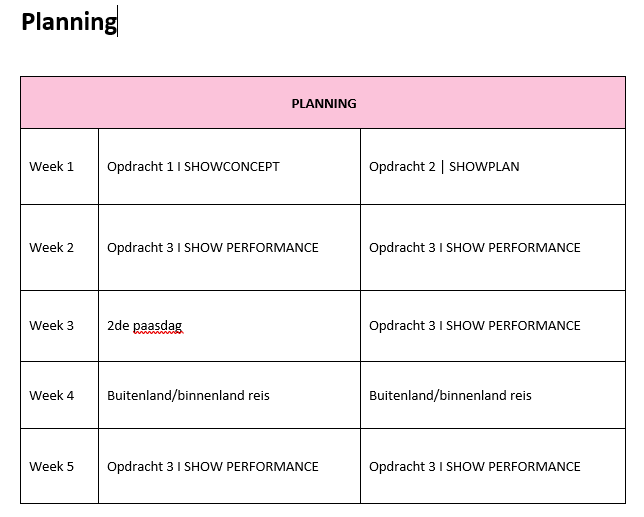 Planning
PLANNING
Week 1 Opdracht 1 I SHOWCONCEPT Opdracht 2 | SHOWPLAN
Week 2 Opdracht 3 I SHOW PERFORMANCE Opdracht 3 I SHOW PERFORMANCE
Week 3 2de paasdag Opdracht 3 I SHOW PERFORMANCE
Week 4 Buitenland/binnenland reis Buitenland/binnenland reis
Week 5 Opdracht 3 I SHOW PERFORMANCE Opdracht 3 I SHOW PERFORMANCE